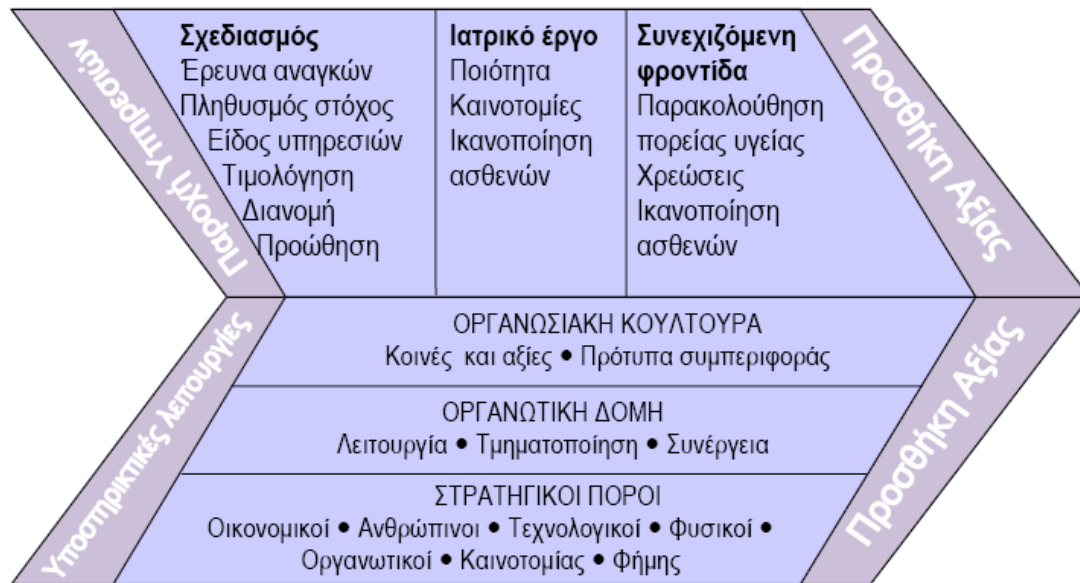 Παροχή Υπηρεσιών
Σχεδιασμός
Έρευνα αναγκών
Πληθυσμός στόχος
Είδος υπηρεσιών
Τιμολόγηση
Διανομή
Προώθηση
Ιατρικό έργο
Ποιότητα
Καινοτομίες
Ικανοποίηση
ασθενών
Συνεχιζόμενη
φροντίδα
Παρακολούθηση
πορείας υγείας
Χρεώσεις
Ικανοποίηση
ασθενών
Προσθήκη Αξίας
Υποστηρικτικές λειτουργίες
ΟΡΓΑΝΩΣΙΑΚΗ ΚΟΥΛΤΟΥΡΑ
Κοινές και αξίες ● Πρότυπα συμπεριφοράς
ΟΡΓΑΝΩΤΙΚΗ ΔΟΜΗ
Λειτουργία ● Τμηματοποίηση ● Συνέργεια
ΣΤΡΑΤΗΓΙΚΟΙ ΠΟΡΟΙ
Οικονομικοί ● Ανθρώπινοι ● Τεχνολογικοί ● Φυσικοί ●
Οργανωτικοί ● Καινοτομίας ● Φήμης
Προσθήκη Αξίας